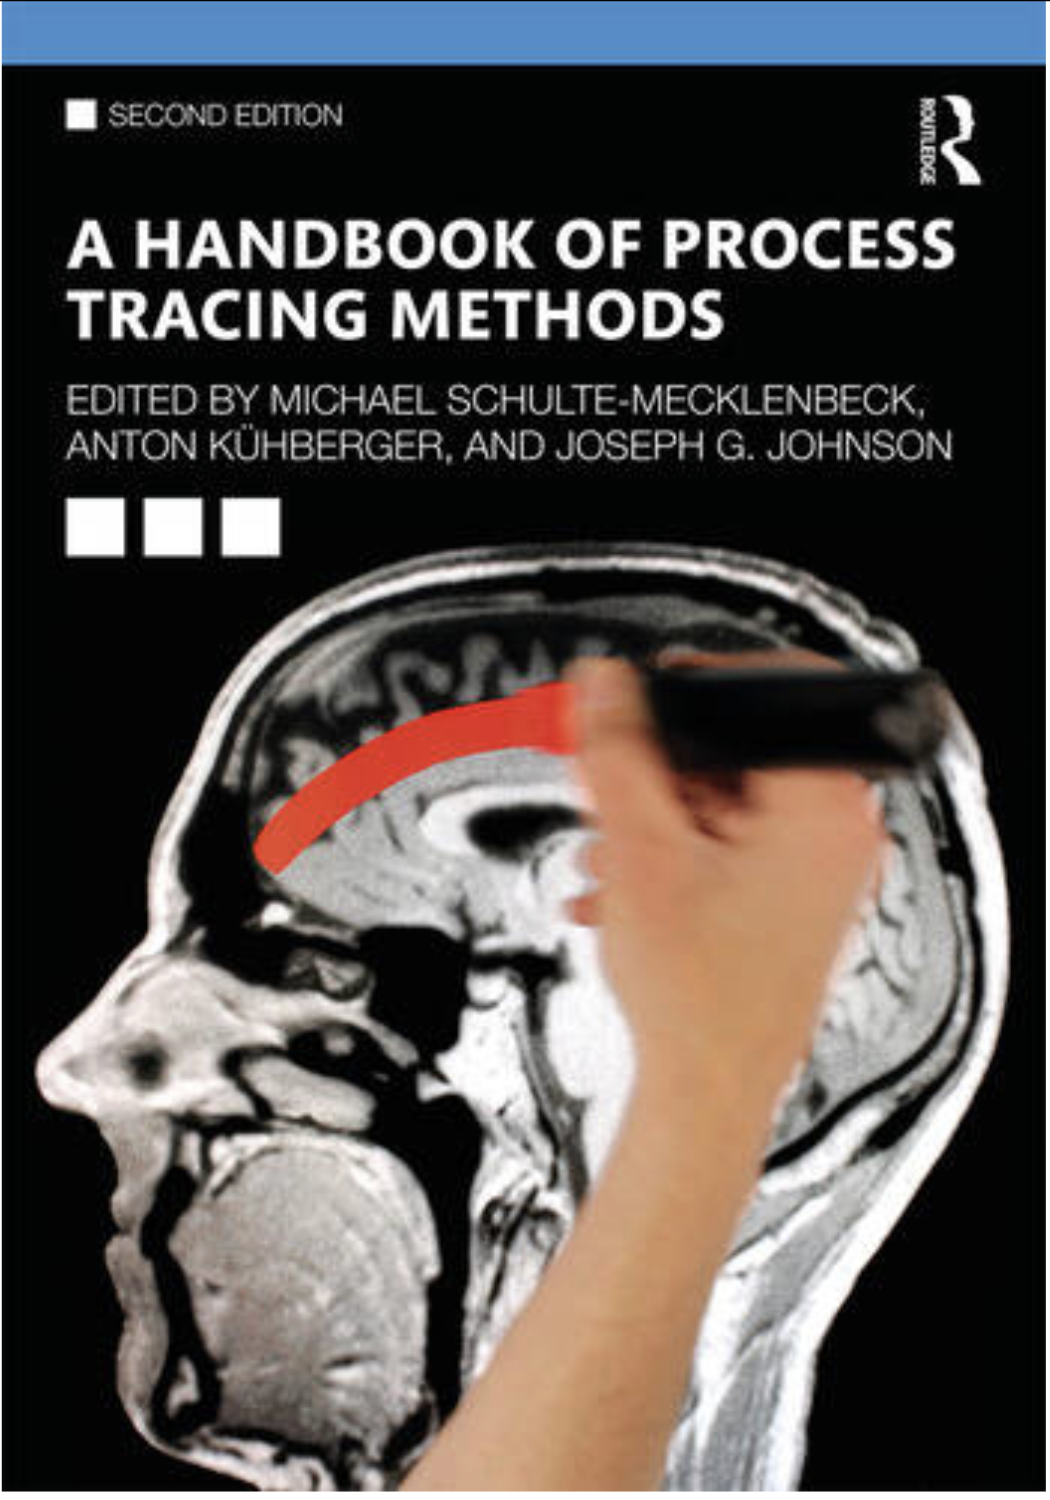 SECOND EDITION
ROUTLEDGE
A HANDBOOK OF PROCESS
TRACING METHODS
EDITED BY MICHAEL SCHULTE-MECKLENBECK,
ANTON KÜHBERGER, AND JOSEPH G. JOHNSON